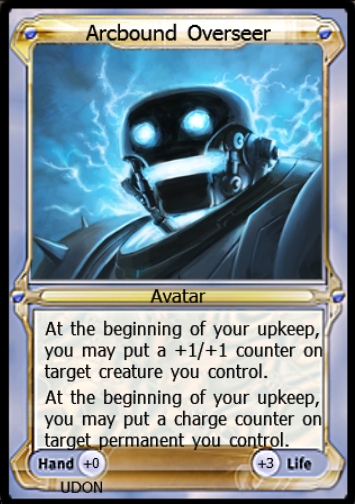 Arcbound Overseer
Avatar
At the beginning of your upkeep,
you may put a +1/+1 counter on
target creature you control.
At the beginning of your upkeep,
you may put a charge counter on
target permanent you control.
Hand +0 +3 Life
UDON